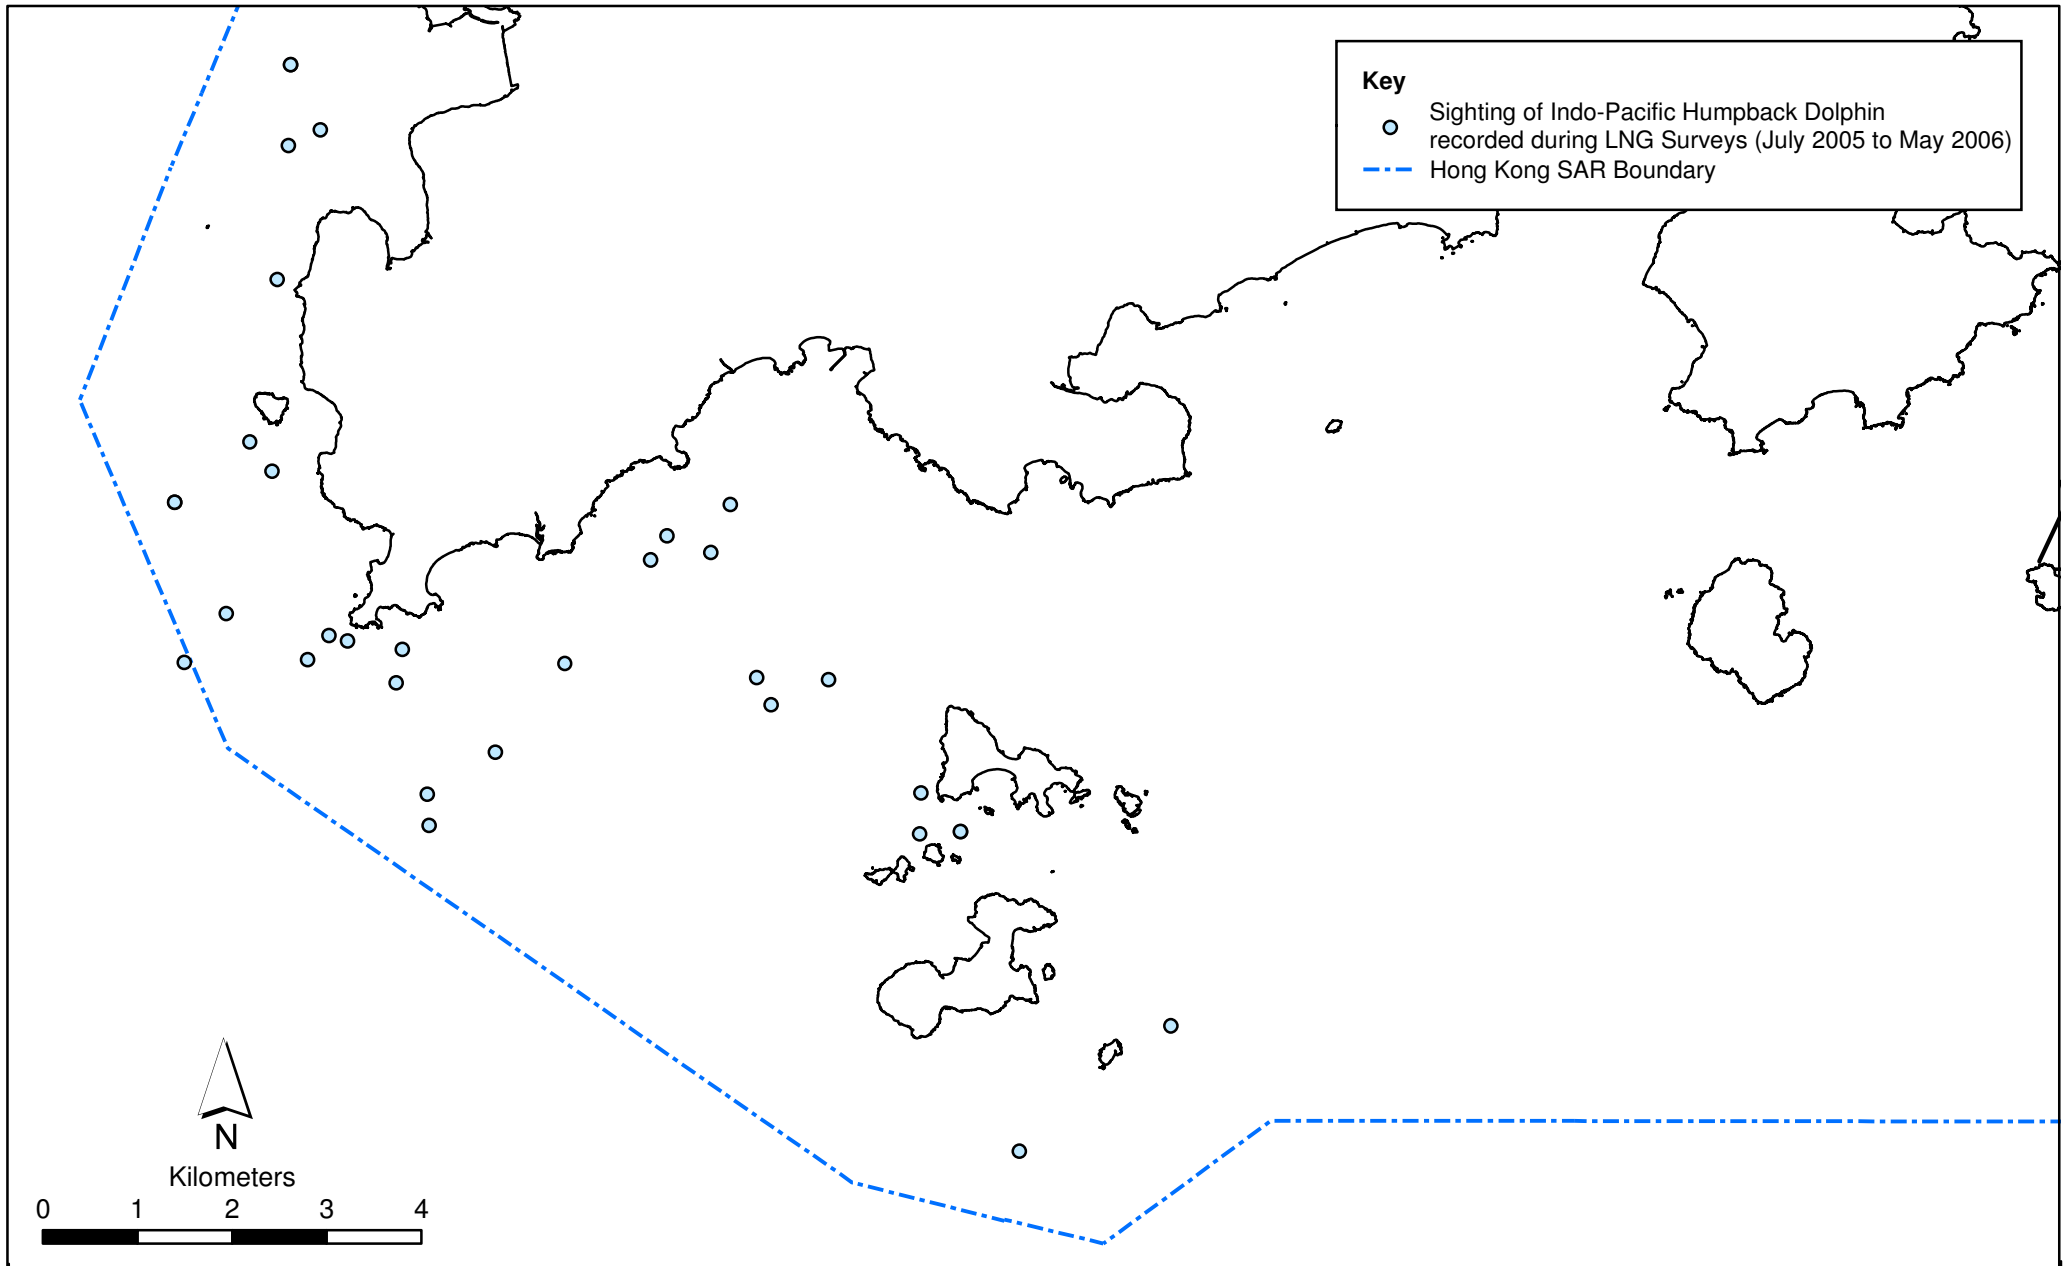 Key
Sighting of Indo-Pacific Humpback Dolphin
recorded during LNG Surveys (July 2005 to May 2006)
Hong Kong SAR Boundary
N
Kilometers
0 1 2 3 4